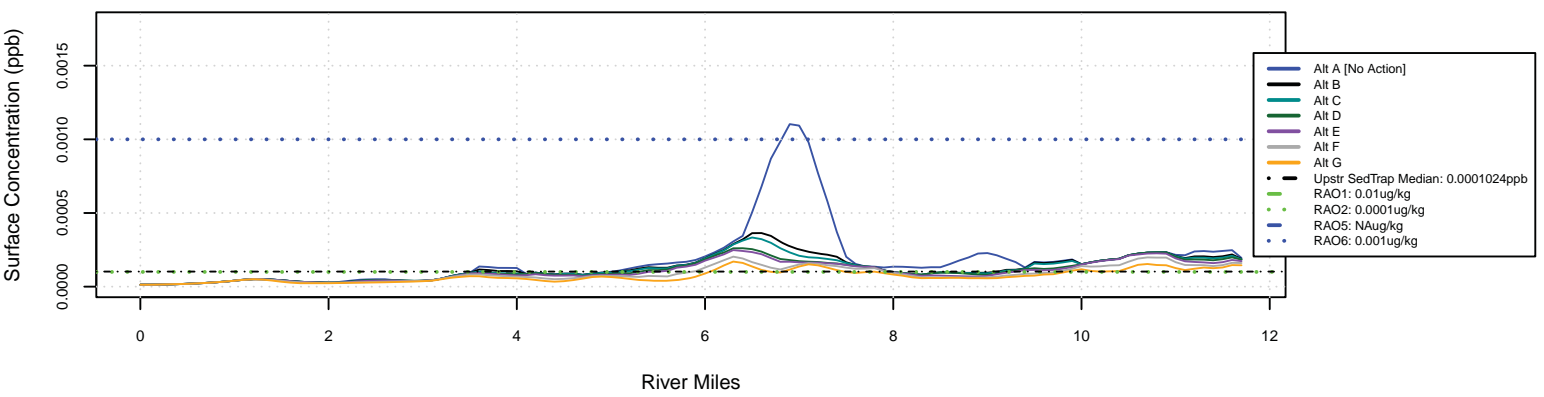 Surface Concentration (ppb)
0.0015
0.0010
0.0005
0.0000
0 2 4 6 8 10 12
River Miles
Alt A [No Action]
Alt B
Alt C
Alt D
Alt E
Alt F
Alt G
Upstr SedTrap Median: 0.0001024ppb
RAO1: 0.01ug/kg
RAO2: 0.0001ug/kg
RAO5: NAug/kg
RAO6: 0.001ug/kg